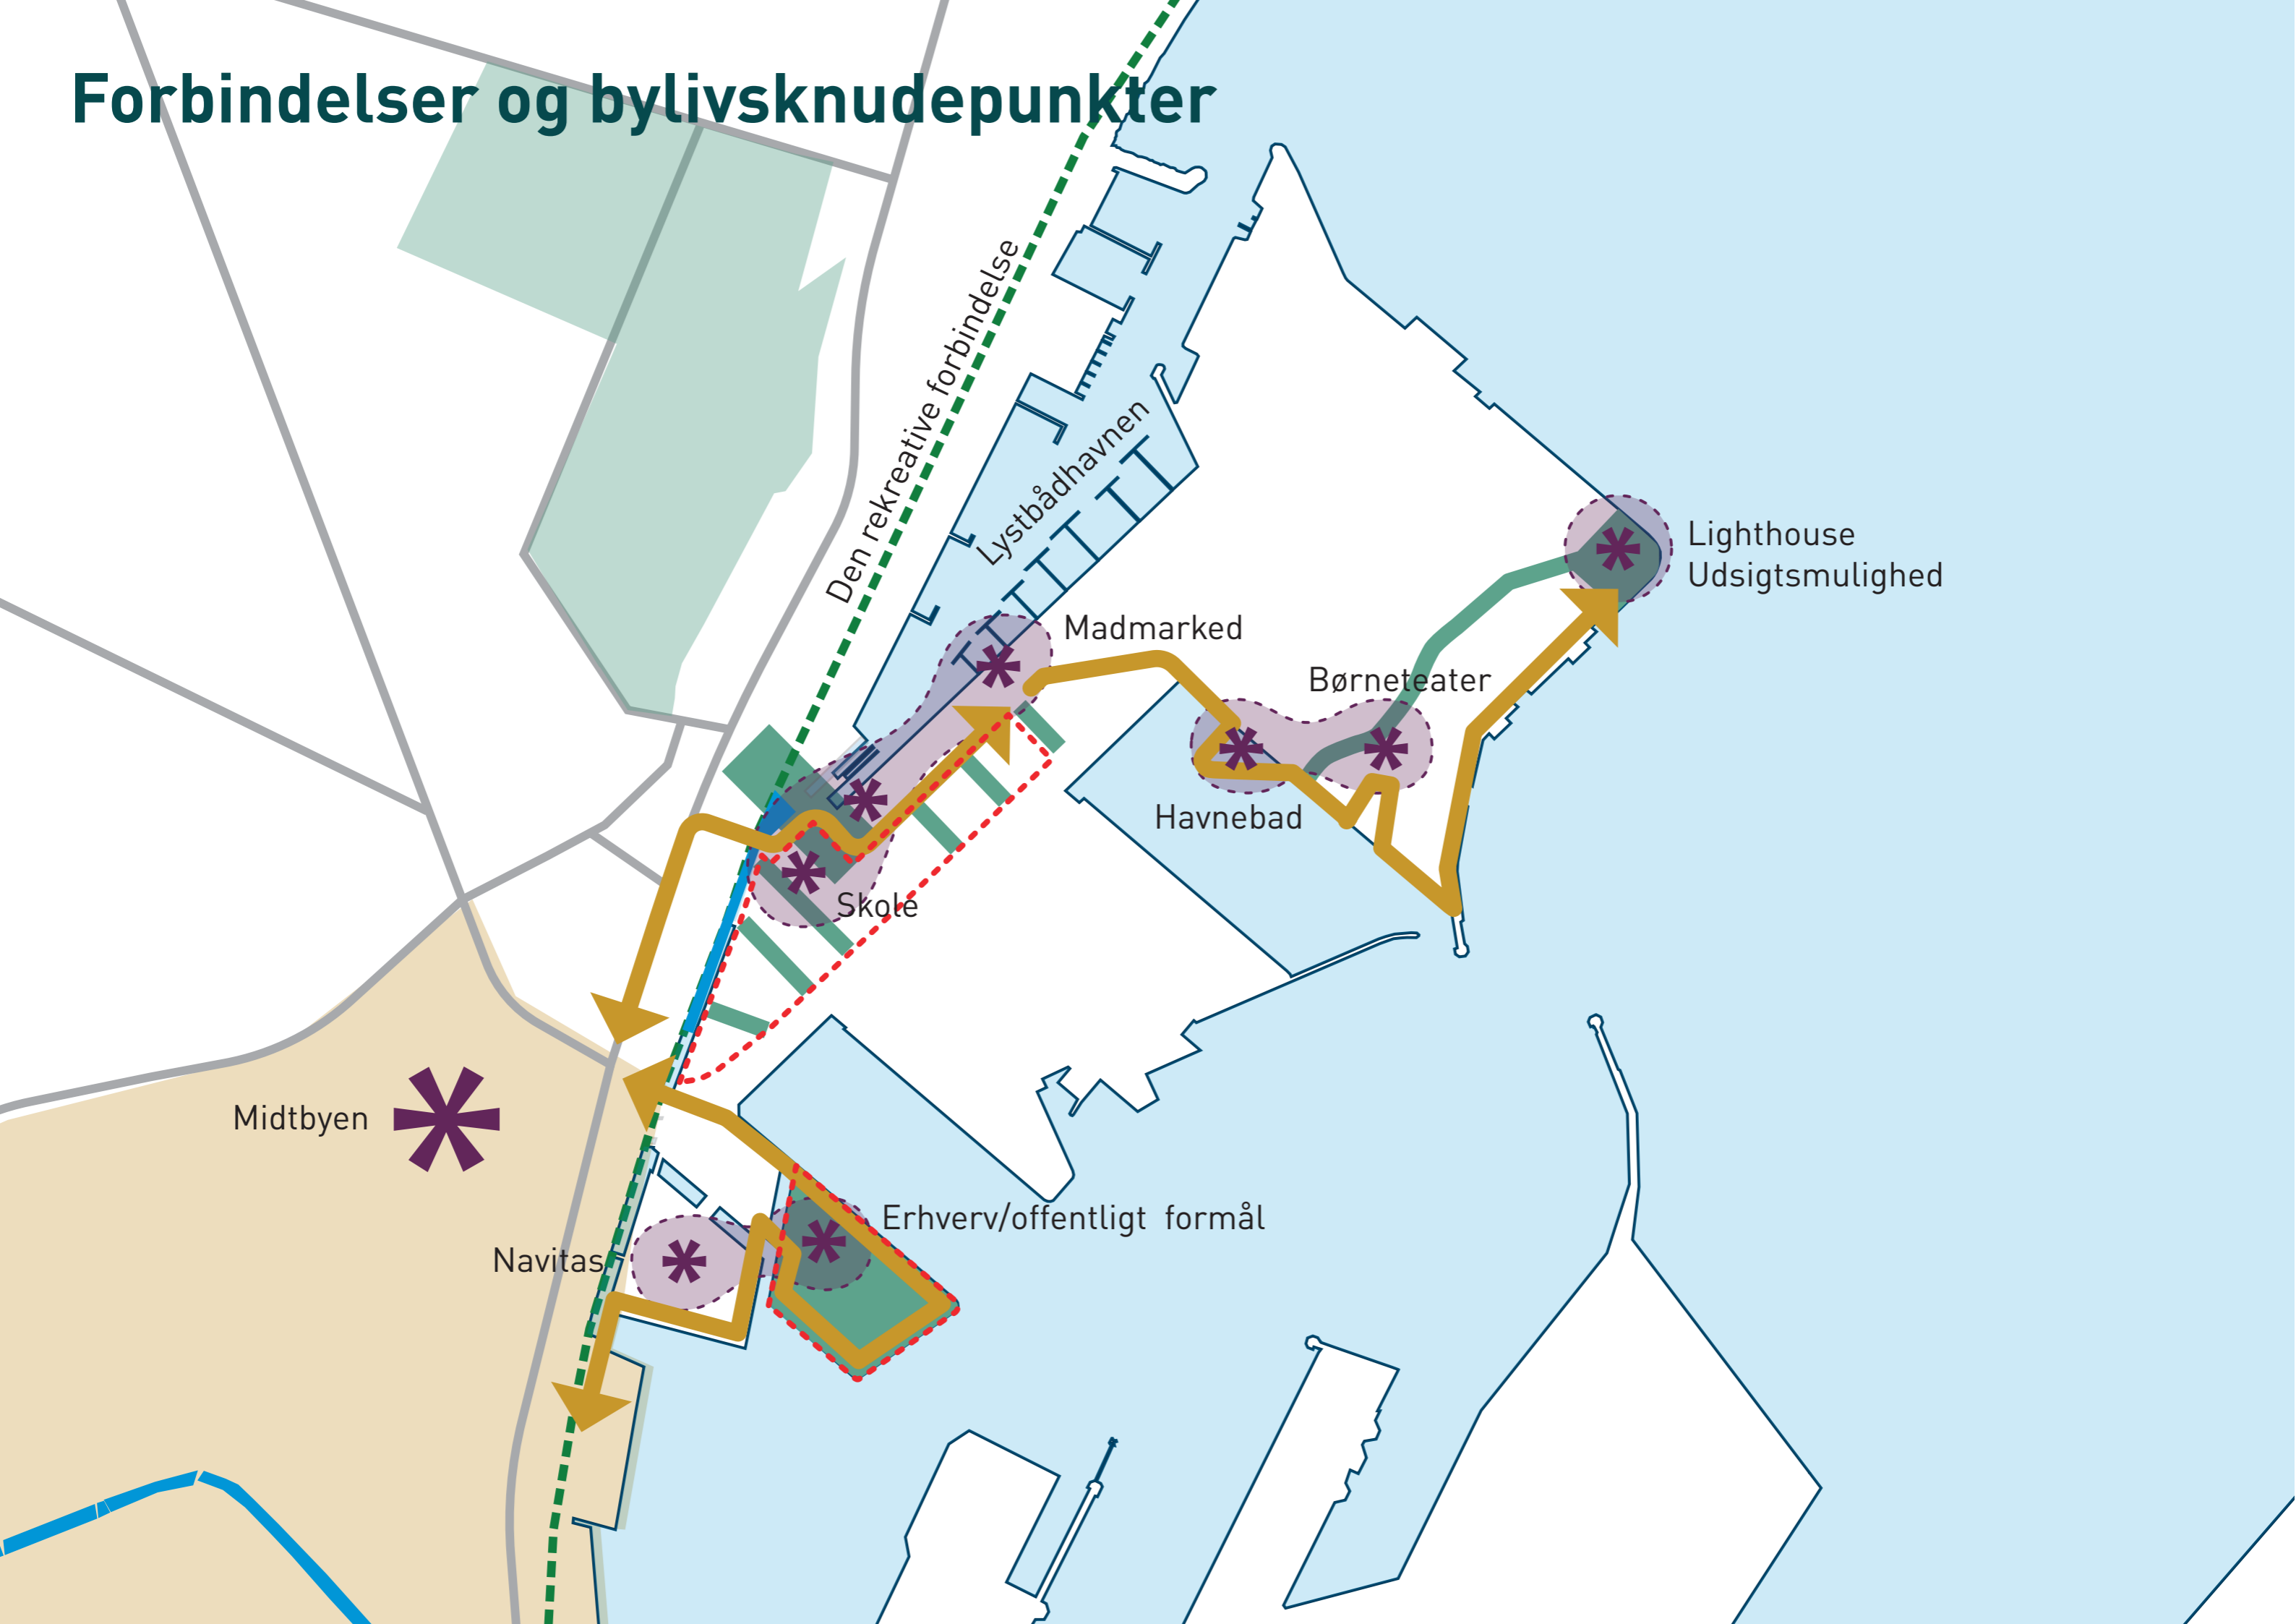 Forbindelser og bylivsknudepunkter
Den rekreative forbindelse
Lystbådhavnen
Lighthouse
Udsigtsmulighed
Madmarked
Børneteater
Havnebad
Skole
Midtbyen
Erhverv/offentligt formål
Navitas